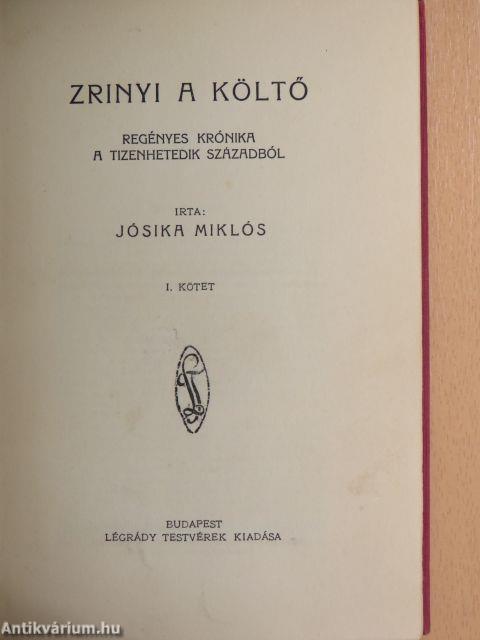 ZRINYI A KÖLTŐ
REGÉNYES KRÓNIKA
A TIZENHETEDIK SZÁZADBÓL
IRTA:
JÓSIKA MIKLÓS
I. KÖTET
BUDAPEST
LÉGRÁDY TESTVÉREK KIADÁSA
Antikvárium.hu